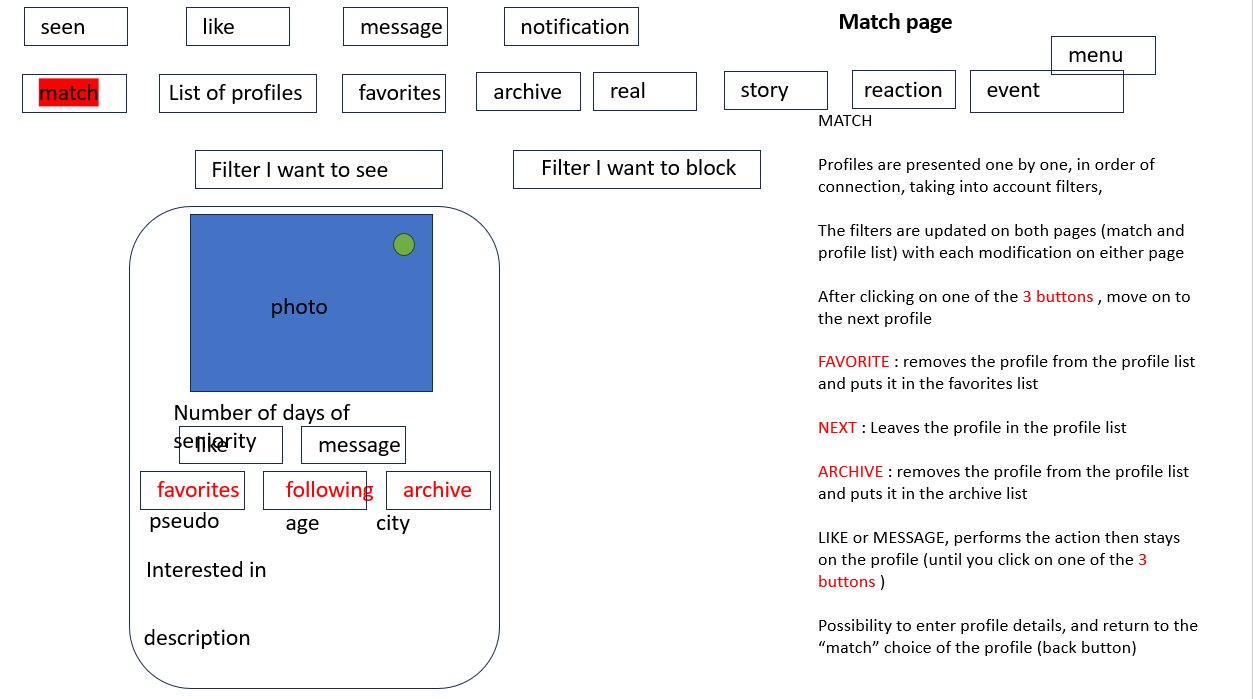 seen
like
message
notification
Match page
menu
match
List of profiles
favorites
archive
real
story
reaction
event
Filter I want to see
Filter I want to block
photo
Number of days of
seniority
like
message
favorites
following
archive
pseudo
age
city
Interested in
description
MATCH
Profiles are presented one by one, in order of
connection, taking into account filters,
The filters are updated on both pages (match and
profile list) with each modification on either page
After clicking on one of the 3 buttons , move on to
the next profile
FAVORITE : removes the profile from the profile list
and puts it in the favorites list
NEXT : Leaves the profile in the profile list
ARCHIVE : removes the profile from the profile list
and puts it in the archive list
LIKE or MESSAGE, performs the action then stays
on the profile (until you click on one of the 3
buttons )
Possibility to enter profile details, and return to the
“match” choice of the profile (back button)